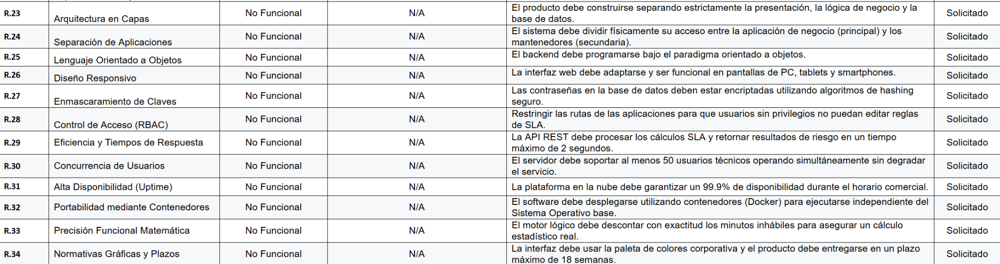 R.23 Arquitectura en Capas No Funcional N/A El producto debe construirse separando estrictamente la presentación, la lógica de negocio y la
base de datos. Solicitado
R.24 Separación de Aplicaciones No Funcional N/A El sistema debe dividir físicamente su acceso entre la aplicación de negocio (principal) y los
mantenedores (secundaria). Solicitado
R.25 Lenguaje Orientado a Objetos No Funcional N/A El backend debe programarse bajo el paradigma orientado a objetos. Solicitado
R.26 Diseño Responsivo No Funcional N/A La interfaz web debe adaptarse y ser funcional en pantallas de PC, tablets y smartphones. Solicitado
R.27 Enmascaramiento de Claves No Funcional N/A Las contraseñas en la base de datos deben estar encriptadas utilizando algoritmos de hashing
seguro. Solicitado
R.28 Control de Acceso (RBAC) No Funcional N/A Restringir las rutas de las aplicaciones para que usuarios sin privilegios no puedan editar reglas
de SLA. Solicitado
R.29 Eficiencia y Tiempos de Respuesta No Funcional N/A La API REST debe procesar los cálculos SLA y retornar resultados de riesgo en un tiempo
máximo de 2 segundos. Solicitado
R.30 Concurrencia de Usuarios No Funcional N/A El servidor debe soportar al menos 50 usuarios técnicos operando simultáneamente sin degradar
el servicio. Solicitado
R.31 Alta Disponibilidad (Uptime) No Funcional N/A La plataforma en la nube debe garantizar un 99.9% de disponibilidad durante el horario comercial. Solicitado
R.32 Portabilidad mediante Contenedores No Funcional N/A El software debe desplegarse utilizando contenedores (Docker) para ejecutarse independiente del
Sistema Operativo base. Solicitado
R.33 Precisión Funcional Matemática No Funcional N/A El motor lógico debe descontar con exactitud los minutos inhábiles para asegurar un cálculo
estadístico real. Solicitado
R.34 Normativas Gráficas y Plazos No Funcional N/A La interfaz debe usar la paleta de colores corporativa y el producto debe entregarse en un plazo
máximo de 18 semanas. Solicitado